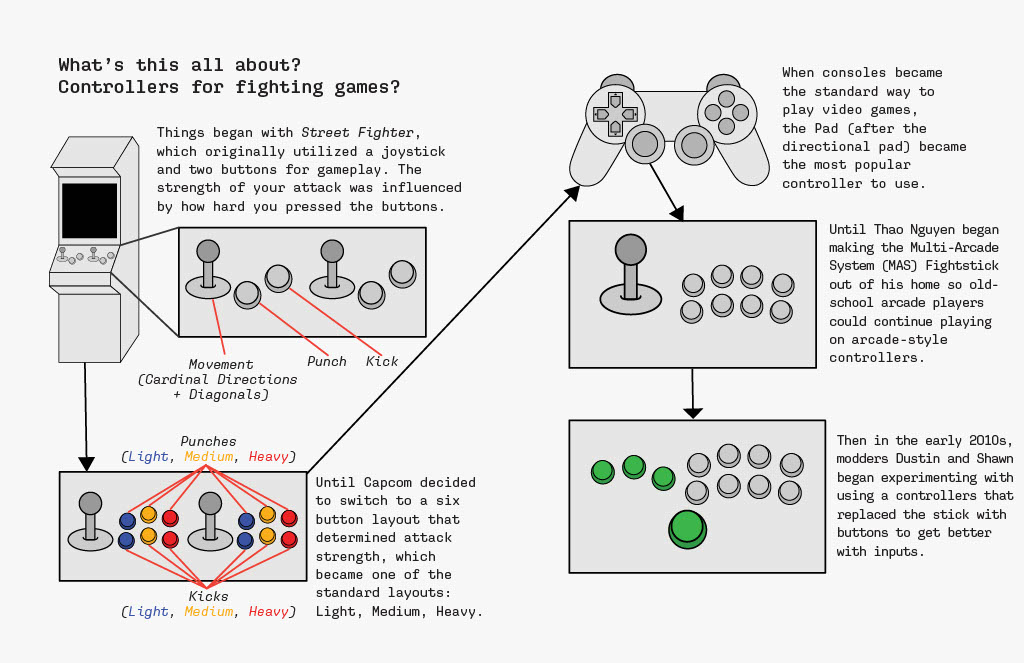 What's this all about?
Controllers for fighting games?
Things began with Street Fighter,
which originally utilized a joystick
and two buttons for gameplay. The
strength of your attack was influenced
by how hard you pressed the buttons.
Movement
(Cardinal Directions
+ Diagonals)
Punch
Kick
Punches
(Light, Medium, Heavy)
Kicks
(Light, Medium, Heavy)
Until Capcom decided
to switch to a six
button layout that
determined attack
strength, which
became one of the
standard layouts:
Light, Medium, Heavy.
When consoles became
the standard way to
play video games,
the Pad (after the
directional pad) became
the most popular
controller to use.
Until Thao Nguyen began
making the Multi-Arcade
System (MAS) Fightstick
out of his home so old-
school arcade players
could continue playing
on arcade-style
controllers.
Then in the early 2010s,
modders Dustin and Shawn
began experimenting with
using a controllers that
replaced the stick with
buttons to get better
with inputs.